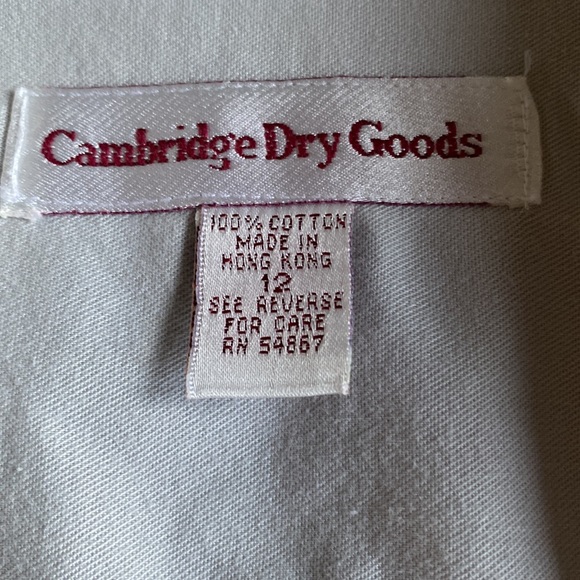 Cambridge Dry Goods
100% COTTON
MADE IN
HONG KONG
12
SEE REVERSE
FOR CARE
RN 54867